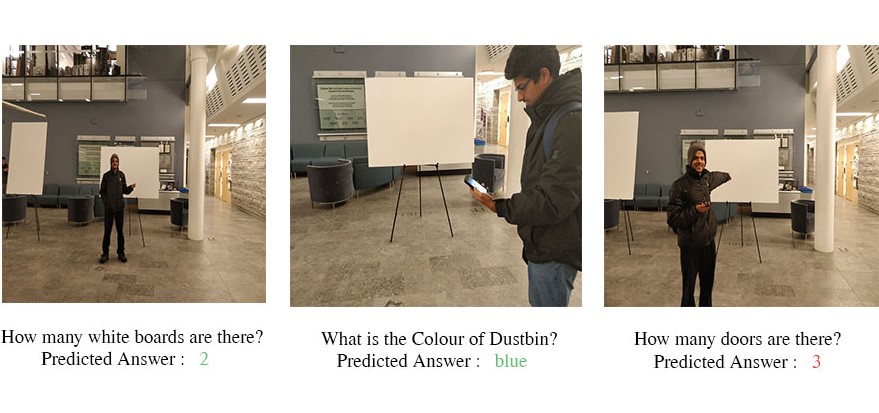 How many white boards are there?
Predicted Answer : 2
What is the Colour of Dustbin?
Predicted Answer : blue
How many doors are there?
Predicted Answer : 3